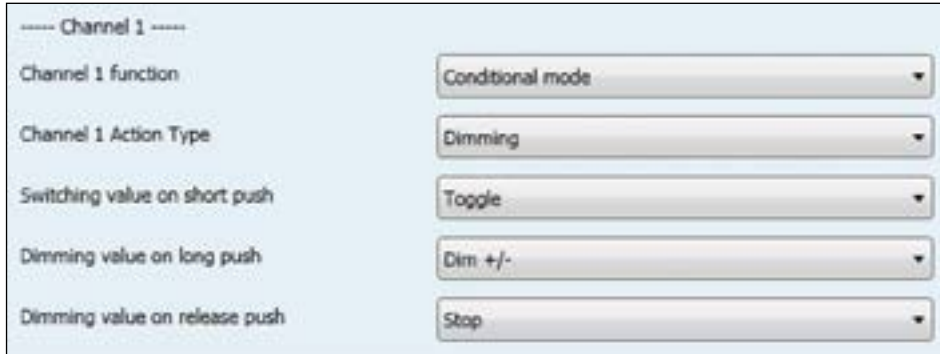 ----- Channel 1 -----
Channel 1 function Conditional mode
Channel 1 Action Type Dimming
Switching value on short push Toggle
Dimming value on long push Dim +/-
Dimming value on release push Stop